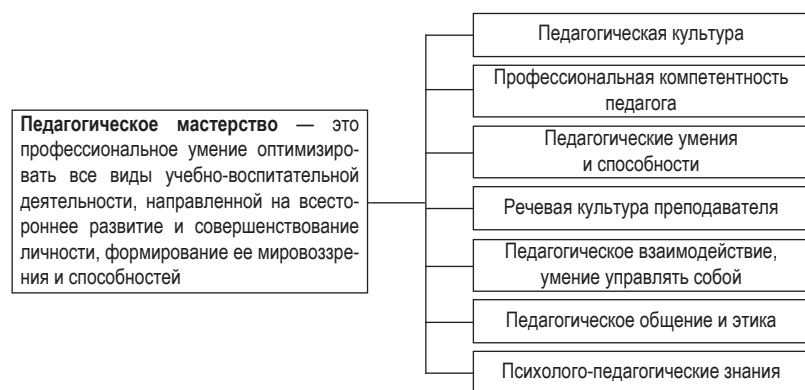 Педагогическое мастерство — это
профессиональное умение оптимизиро-
вать все виды учебно-воспитательной
деятельности, направленной на всесто-
роннее развитие и совершенствование
личности, формирование ее мировоззре-
ния и способностей
Педагогическая культура
Профессиональная компетентность
педагога
Педагогические умения
и способности
Речевая культура преподавателя
Педагогическое взаимодействие,
умение управлять собой
Педагогическое общение и этика
Психолого-педагогические знания